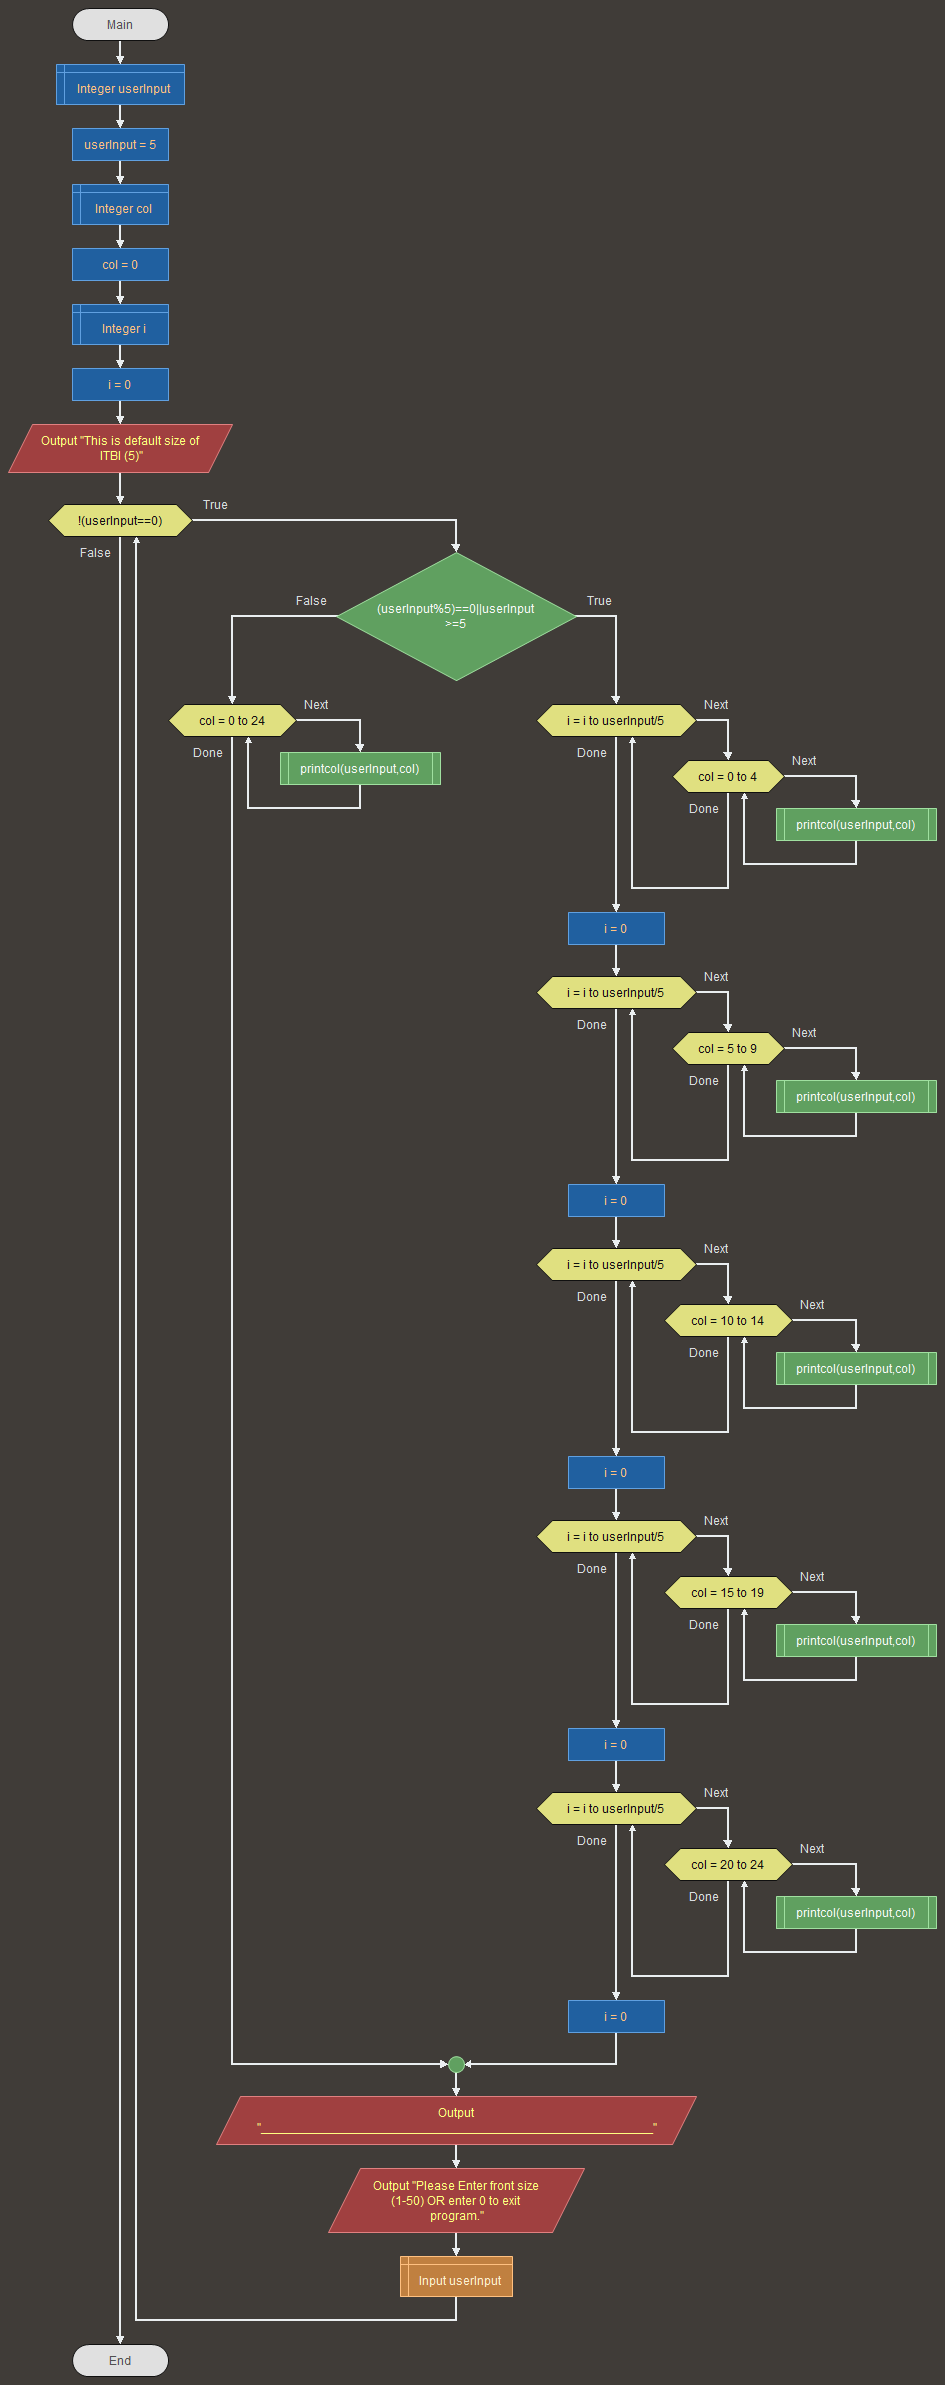 Main
Integer userInput
userInput = 5
Integer col
col = 0
Integer i
i = 0
Output "This is default size of
ITBI (5)"
!(userInput==0)
True
False
(userInput%5)==0||userInput
>=5
False
True
col = 0 to 24
Next
Done
printcol(userInput,col)
i = i to userInput/5
Next
Done
col = 0 to 4
Next
Done
printcol(userInput,col)
i = 0
i = i to userInput/5
Next
Done
col = 5 to 9
Next
Done
printcol(userInput,col)
i = 0
i = i to userInput/5
Next
Done
col = 10 to 14
Next
Done
printcol(userInput,col)
i = 0
i = i to userInput/5
Next
Done
col = 15 to 19
Next
Done
printcol(userInput,col)
i = 0
i = i to userInput/5
Next
Done
col = 20 to 24
Next
Done
printcol(userInput,col)
i = 0
Output
"________________________________________________________"
Output "Please Enter front size
(1-50) OR enter 0 to exit
program."
Input userInput
End